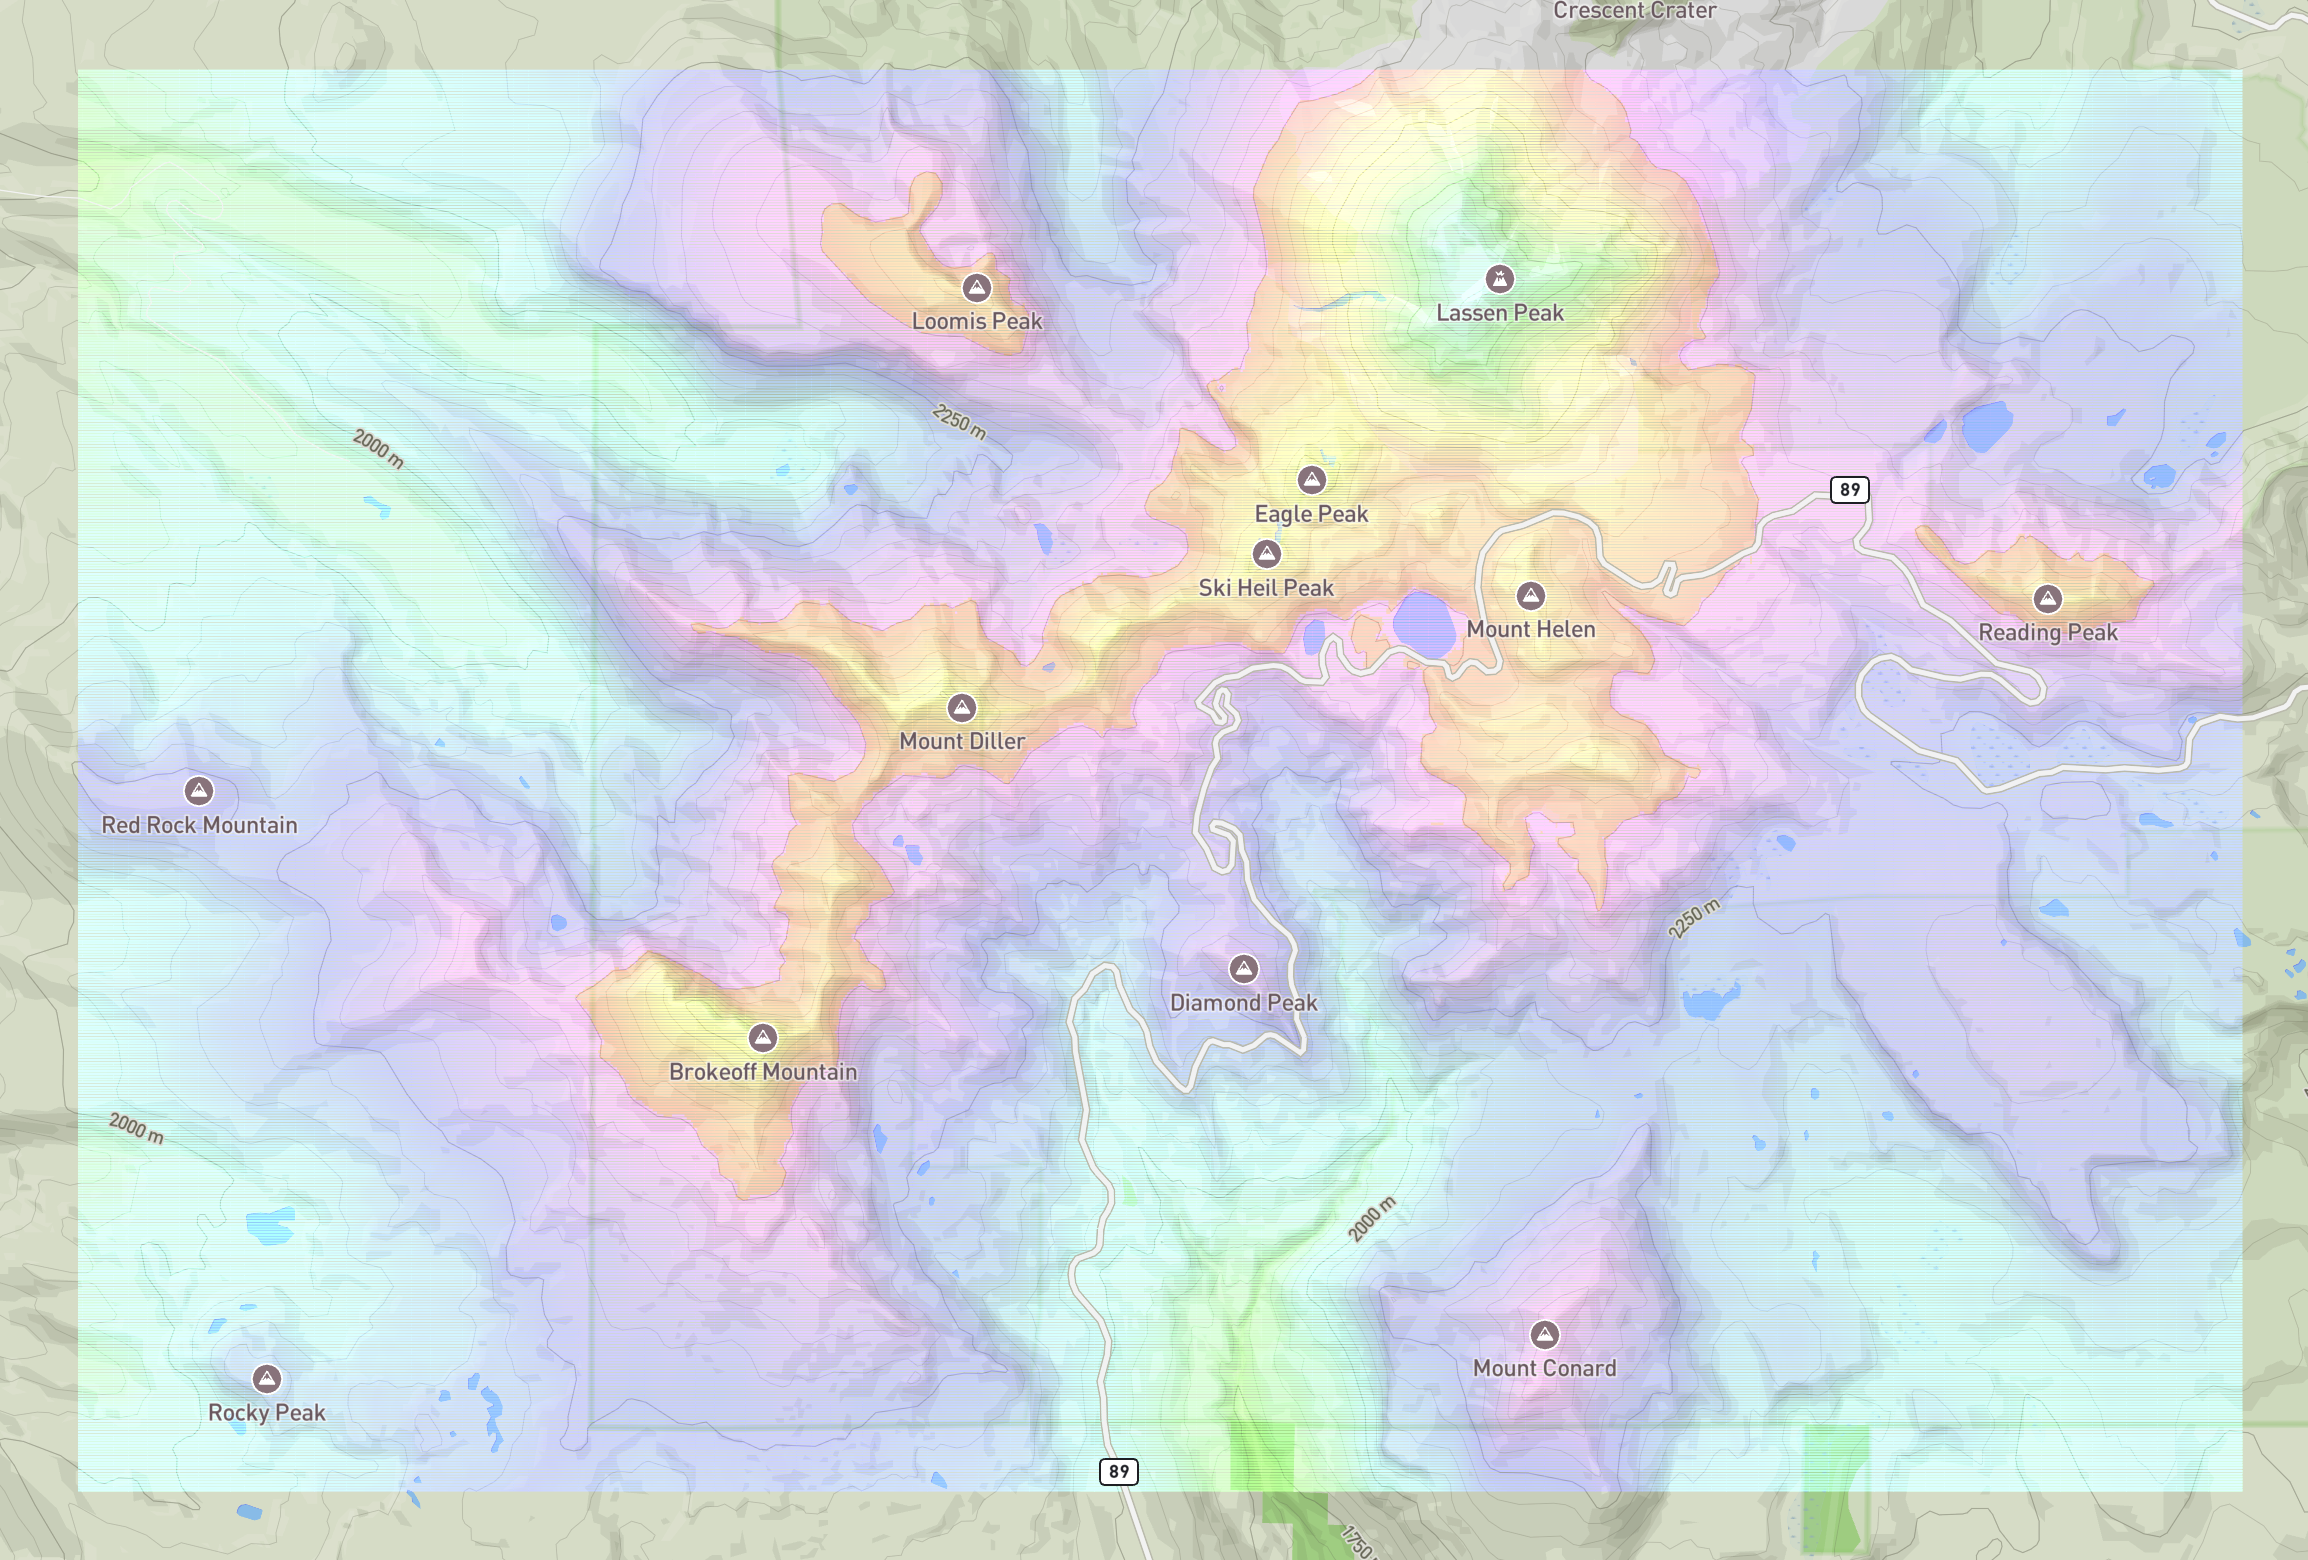 Crescent Crater
Loomis Peak
Lassen Peak
2250 m
2000 m
Eagle Peak
89
Ski Heil Peak
Mount Helen
Reading Peak
Mount Diller
Red Rock Mountain
2250 m
Diamond Peak
Brokeoff Mountain
2000 m
2000 m
Mount Conard
Rocky Peak
89
1750